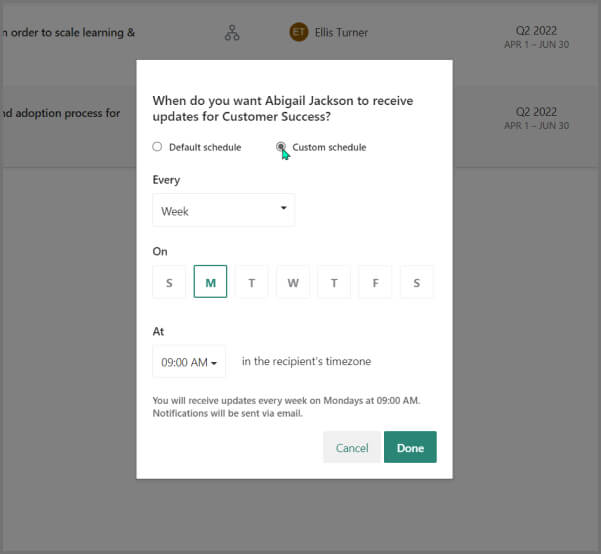 n order to scale learning &
ET Ellis Turner
Q2 2022
APR 1 – JUN 30
nd adoption process for
Q2 2022
APR 1 – JUN 30
When do you want Abigail Jackson to receive
updates for Customer Success?
Default schedule
Custom schedule
Every
Week
On
S M T W T F S
At
09:00 AM in the recipient's timezone
You will receive updates every week on Mondays at 09:00 AM.
Notifications will be sent via email.
Cancel
Done